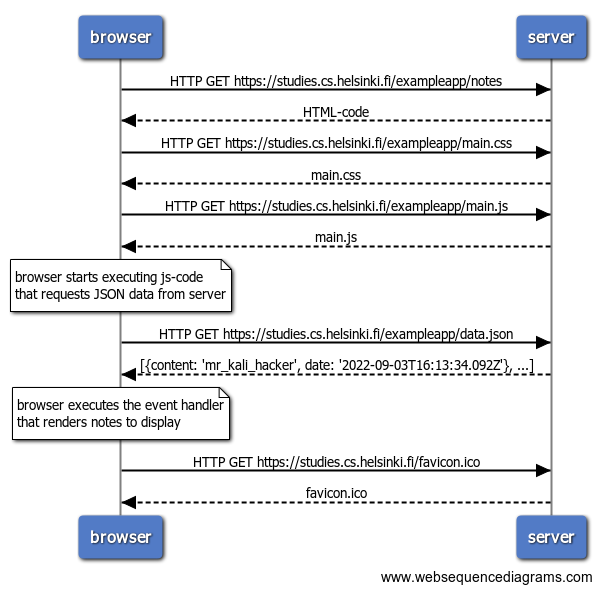 browser
server
HTTP GET https://studies.cs.helsinki.fi/exampleapp/notes
HTML-code
HTTP GET https://studies.cs.helsinki.fi/exampleapp/main.css
main.css
HTTP GET https://studies.cs.helsinki.fi/exampleapp/main.js
main.js
browser starts executing js-code
that requests JSON data from server
HTTP GET https://studies.cs.helsinki.fi/exampleapp/data.json
[{content: 'mr_kali_hacker', date: '2022-09-03T16:13:34.092Z'}, ...]
browser executes the event handler
that renders notes to display
HTTP GET https://studies.cs.helsinki.fi/favicon.ico
favicon.ico
browser
server
www.websequencediagrams.com